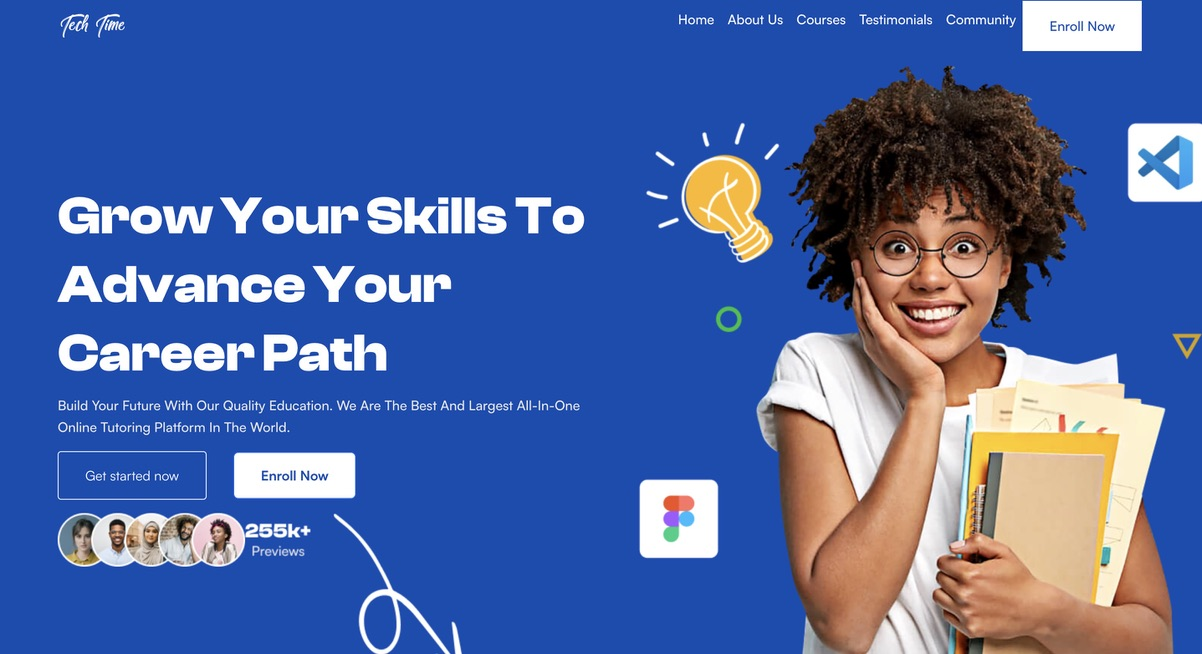 Tech Time
Home About Us Courses Testimonials Community Enroll Now
Grow Your Skills To
Advance Your
Career Path
Build Your Future With Our Quality Education. We Are The Best And Largest All-In-One
Online Tutoring Platform In The World.
Get started now Enroll Now
255k+
Previews